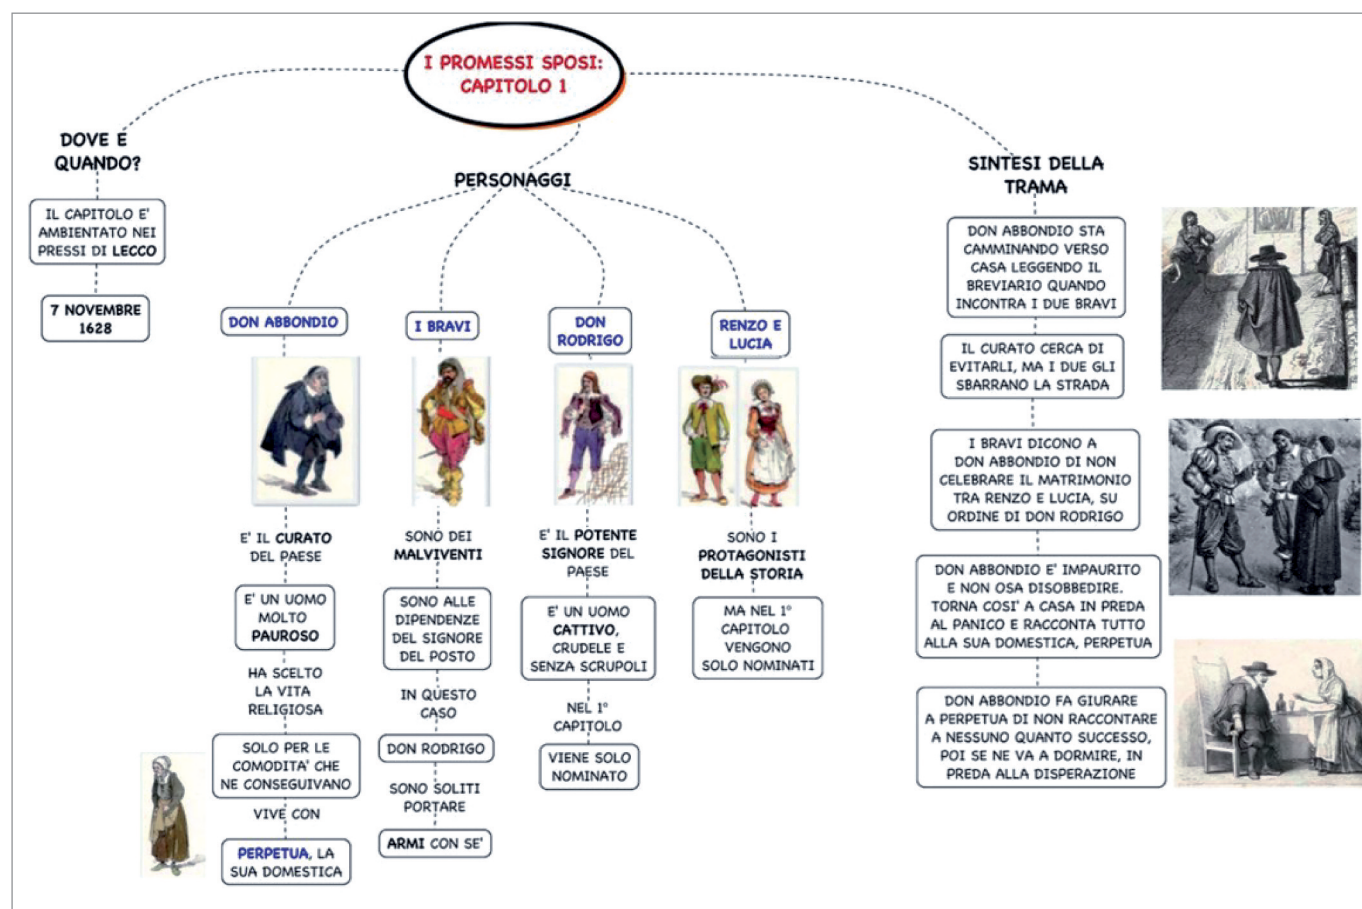 I PROMESSI SPOSI:
CAPITOLO 1
DOVE E
QUANDO?
IL CAPITOLO E'
AMBIENTATO NEI
PRESSI DI LECCO
7 NOVEMBRE
1628
PERSONAGGI
DON ABBONDIO
E' IL CURATO
DEL PAESE
E' UN UOMO
MOLTO
PAUROSO
HA SCELTO
LA VITA
RELIGIOSA
SOLO PER LE
COMODITA' CHE
NE CONSEGUIVANO
VIVE CON
PERPETUA, LA
SUA DOMESTICA
I BRAVI
SONO DEI
MALVIVENTI
SONO ALLE
DIPENDENZE
DEL SIGNORE
DEL POSTO
IN QUESTO
CASO
DON RODRIGO
SONO SOLITI
PORTARE
ARMI CON SE'
DON
RODRIGO
E' IL POTENTE
SIGNORE DEL
PAESE
E' UN UOMO
CATTIVO,
CRUDELE E
SENZA SCRUPOLI
NEL 1°
CAPITOLO
VIENE SOLO
NOMINATO
RENZO E
LUCIA
SONO I
PROTAGONISTI
DELLA STORIA
MA NEL 1°
CAPITOLO
VENGONO
SOLO NOMINATI
SINTESI DELLA
TRAMA
DON ABBONDIO STA
CAMMINANDO VERSO
CASA LEGGENDO IL
BREVIARIO QUANDO
INCONTRA I DUE BRAVI
IL CURATO CERCA DI
EVITARLI, MA I DUE GLI
SBARRANO LA STRADA
I BRAVI DICONO A
DON ABBONDIO DI NON
CELEBRARE IL MATRIMONIO
TRA RENZO E LUCIA, SU
ORDINE DI DON RODRIGO
DON ABBONDIO E' IMPAURITO
E NON OSA DISOBBEDIRE.
TORNA COSI' A CASA IN PREDA
AL PANICO E RACCONTA TUTTO
ALLA SUA DOMESTICA, PERPETUA
DON ABBONDIO FA GIURARE
A PERPETUA DI NON RACCONTARE
A NESSUNO QUANTO SUCCESSO,
POI SE NE VA A DORMIRE, IN
PREDA ALLA DISPERAZIONE